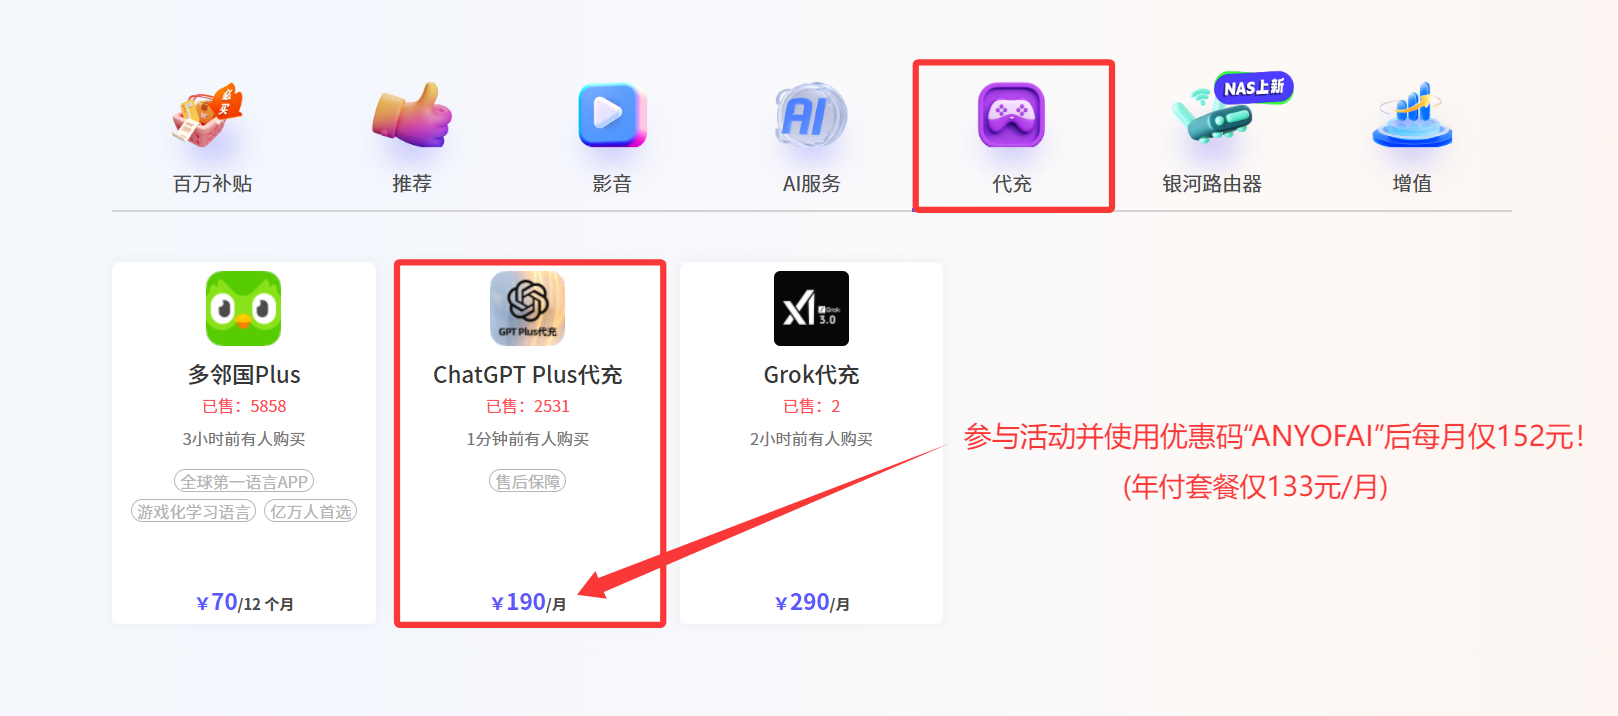 必买
NAS上新
AI
百万补贴
推荐
影音
AI服务
代充
银河路由器
增值
GPT Plus代充
Grok
3.0
多邻国Plus
已售：5858
3小时前有人购买
全球第一语言APP
游戏化学习语言
亿万人首选
￥70/12 个月
ChatGPT Plus代充
已售：2531
1分钟前有人购买
售后保障
￥190/月
Grok代充
已售：2
2小时前有人购买
￥290/月
参与活动并使用优惠码“ANYOFAI“后每月仅152元！
(年付套餐仅133元/月)